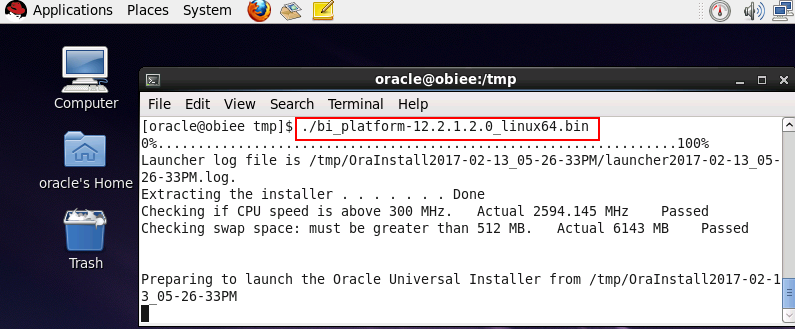 Applications Places System
Computer
oracle's Home
Trash
oracle@obiee:/tmp
File Edit View Search Terminal Help
[oracle@obiee tmp]$ ./bi_platform-12.2.1.2.0_linux64.bin
0%...................................................................100%
Launcher log file is /tmp/OraInstall2017-02-13_05-26-33PM/launcher2017-02-13_05-
26-33PM.log.
Extracting the installer . . . . . . . Done
Checking if CPU speed is above 300 MHz.   Actual 2594.145 MHz    Passed
Checking swap space: must be greater than 512 MB.   Actual 6143 MB    Passed
Preparing to launch the Oracle Universal Installer from /tmp/OraInstall2017-02-1
3_05-26-33PM